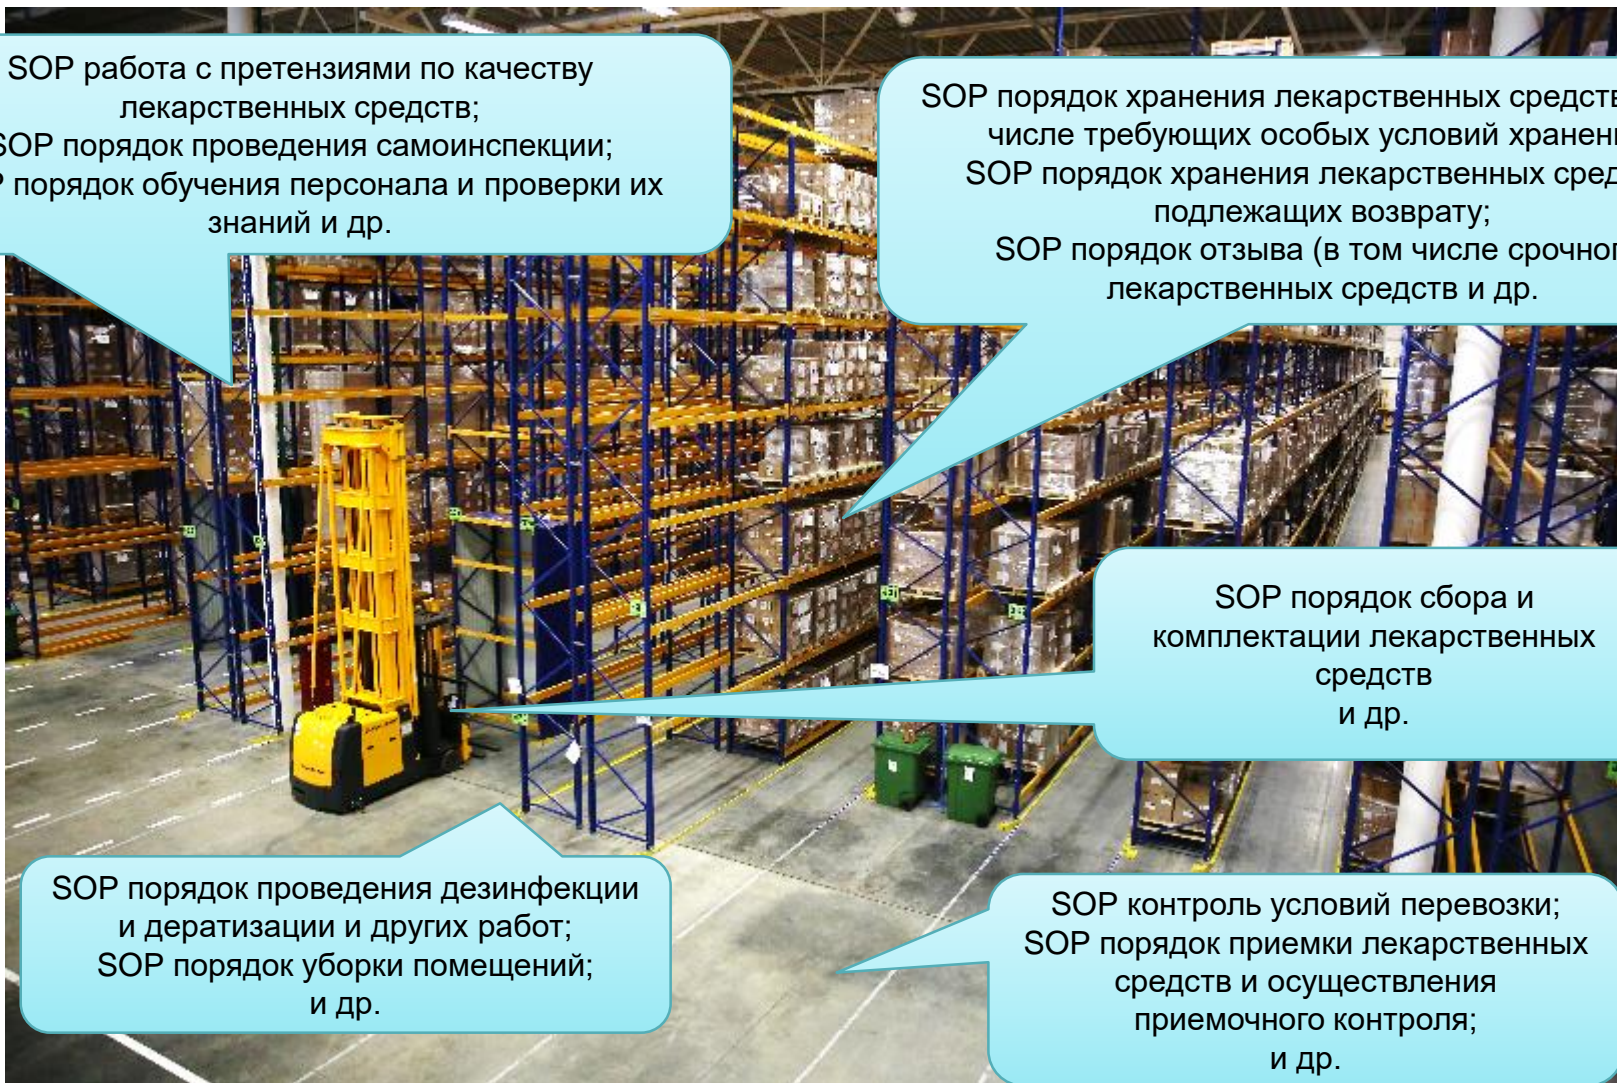 SOP работа с претензиями по качеству
лекарственных средств;
SOP порядок проведения самоинспекции;
порядок обучения персонала и проверки их
знаний и др.
SOP порядок хранения лекарственных средств
числе требующих особых условий
SOP порядок хранения лекарственных
подлежащих возврату;
SOP порядок отзыва (в том числе
лекарственных средств и др.
SOP порядок сбора и
комплектации лекарственных
средств
и др.
SOP порядок проведения дезинфекции
и дератизации и других работ;
SOP порядок уборки помещений;
и др.
SOP контроль условий перевозки;
SOP порядок приемки лекарственных
средств и осуществления
приемочного контроля;
и др.